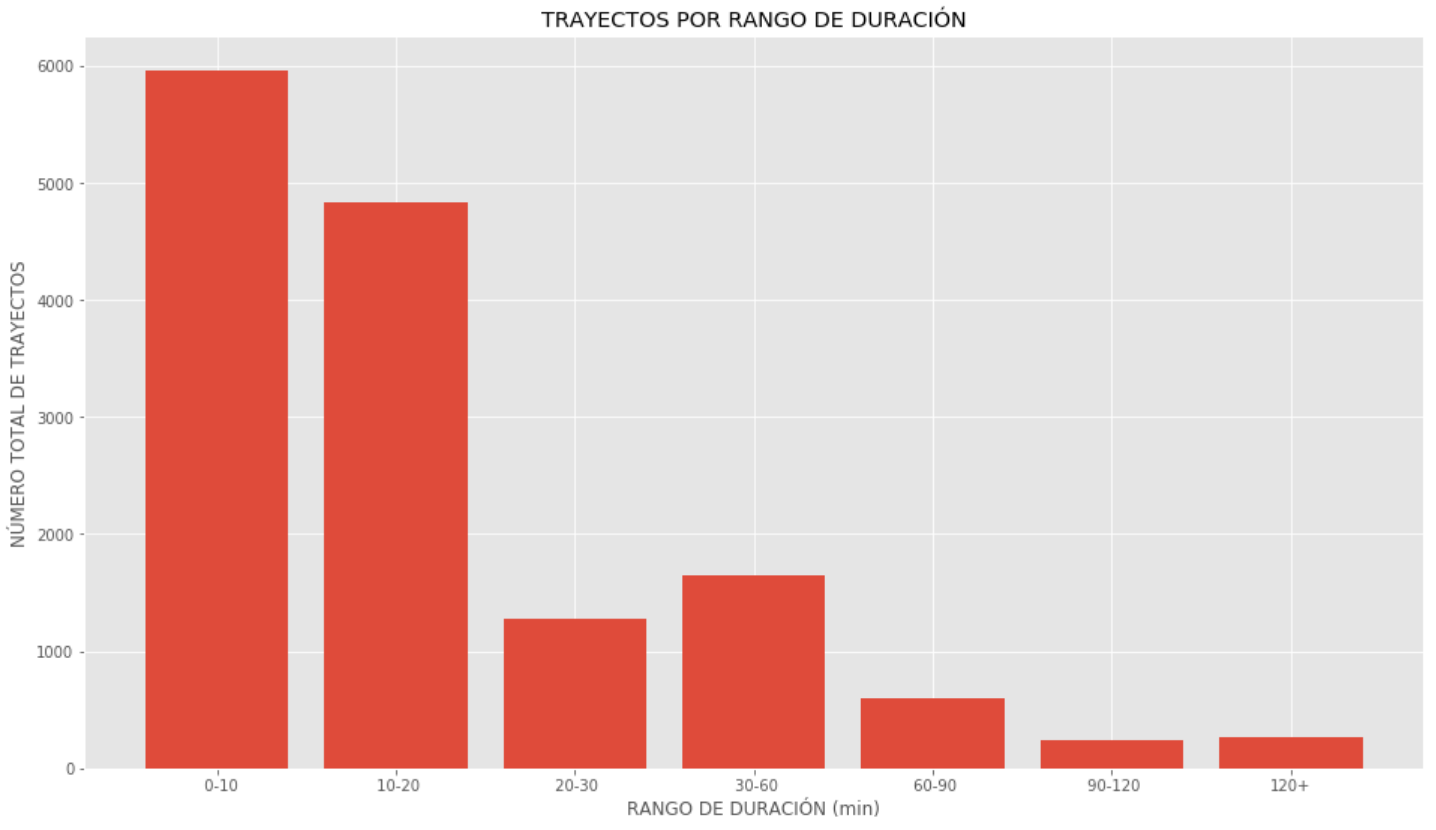 TRAYECTOS POR RANGO DE DURACIÓN
NÚMERO TOTAL DE TRAYECTOS
6000
5000
4000
3000
2000
1000
0
0-10 10-20 20-30 30-60 60-90 90-120 120+
RANGO DE DURACIÓN (min)